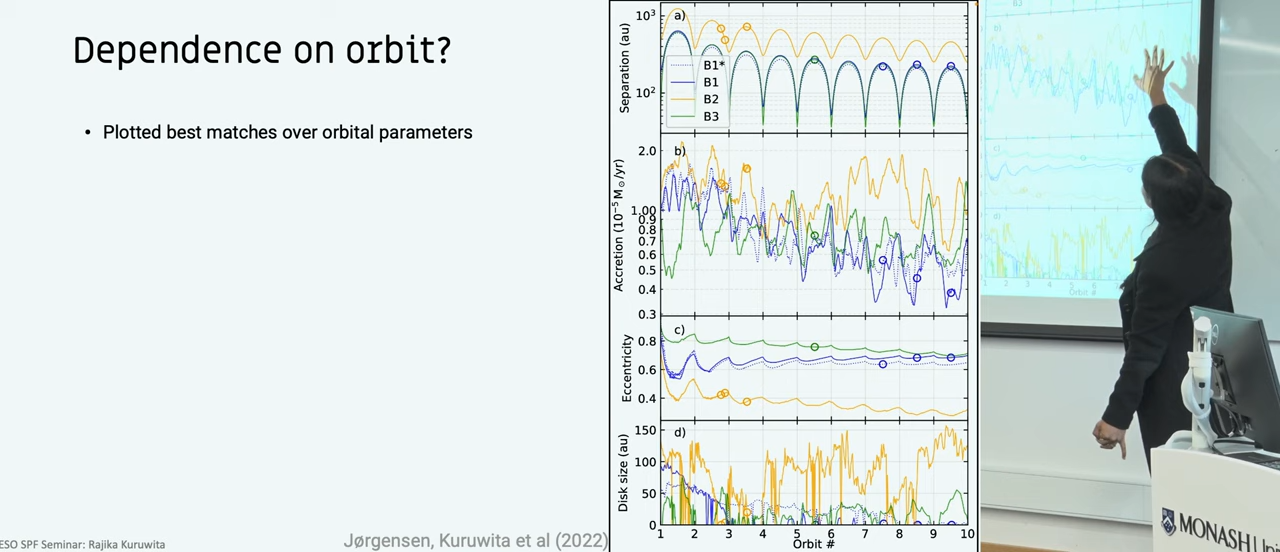 Dependence on orbit?
• Plotted best matches over orbital parameters
ESO SPF Seminar: Rajika Kuruwita
Jørgensen, Kuruwita et al (2022)
a)
Separation (au)
10³
10²
B1*
B1
B2
B3
b)
Accretion (10⁻⁵ M☉/yr)
2.0
1.00
0.9
0.8
0.7
0.6
0.5
0.4
0.3
c)
Eccentricity
0.8
0.6
0.4
d)
Disk size (au)
150
100
50
0
1 2 3 4 5 6 7 8 9 10
Orbit #
B3
b)
c)
d)
Orbit #
MONASH Uni